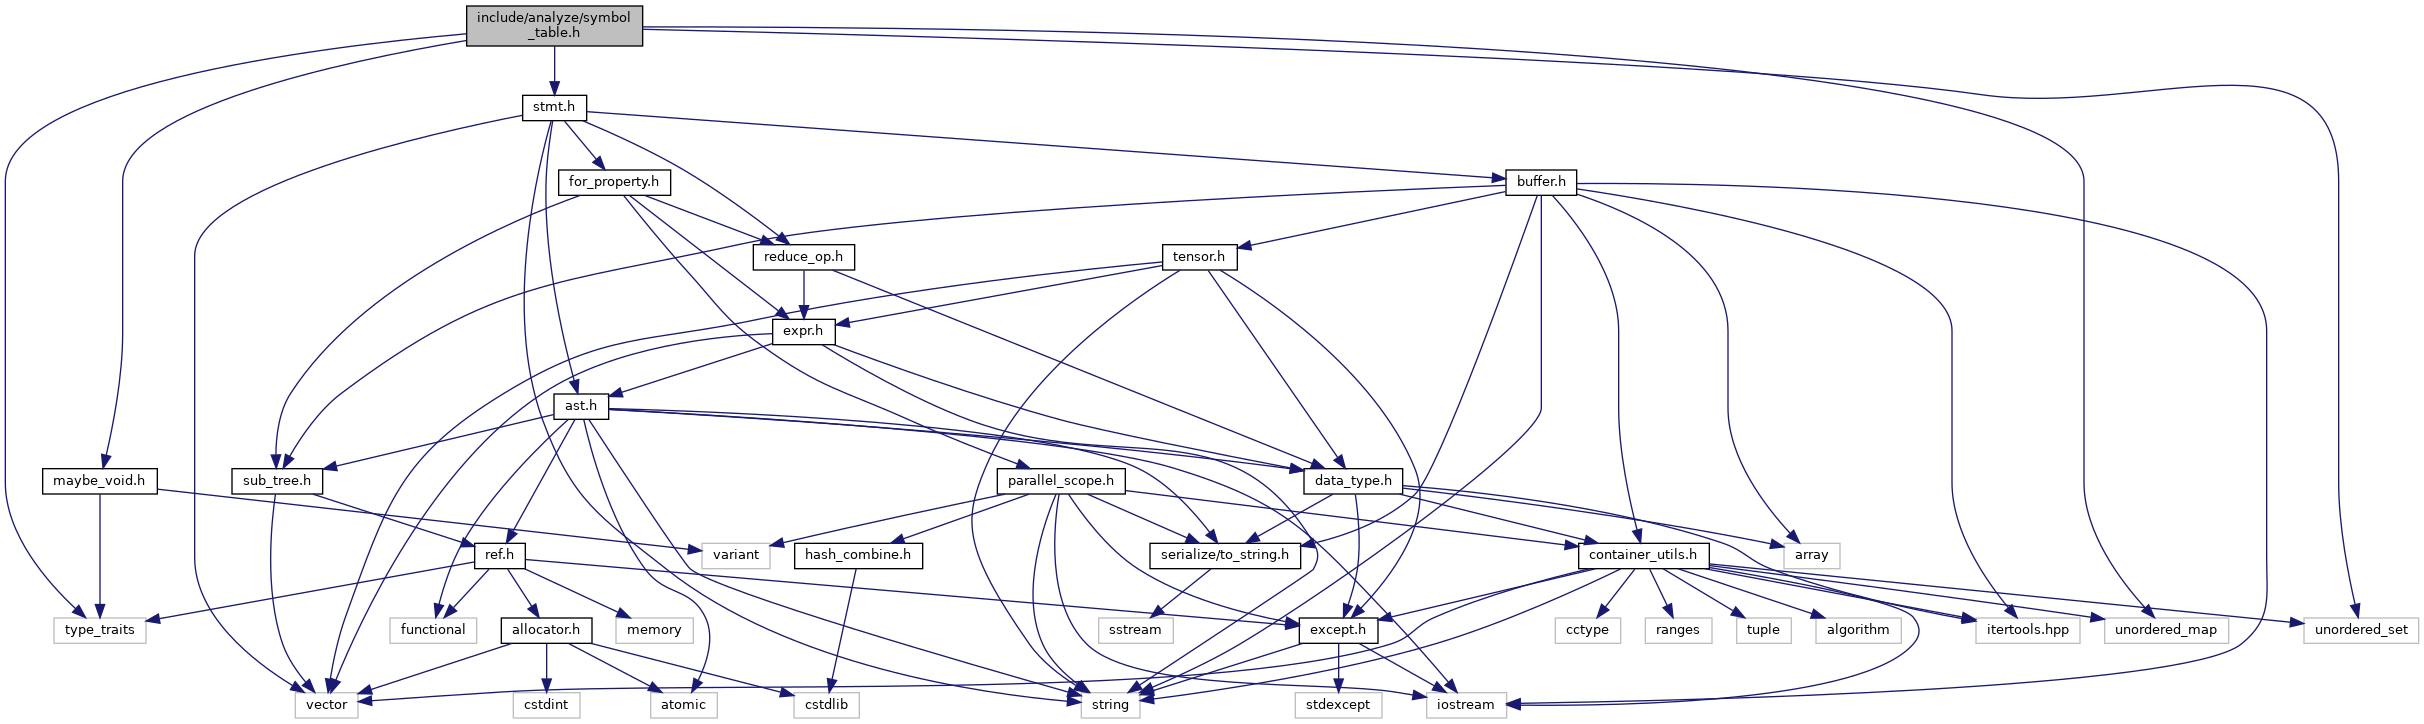 include/analyze/symbol
_table.h
stmt.h
for_property.h
buffer.h
reduce_op.h
tensor.h
expr.h
ast.h
maybe_void.h
sub_tree.h
parallel_scope.h
data_type.h
ref.h
variant
hash_combine.h
serialize/to_string.h
container_utils.h
array
type_traits
functional
allocator.h
memory
sstream
except.h
cctype
ranges
tuple
algorithm
itertools.hpp
unordered_map
unordered_set
vector
cstdint
atomic
cstdlib
string
stdexcept
iostream